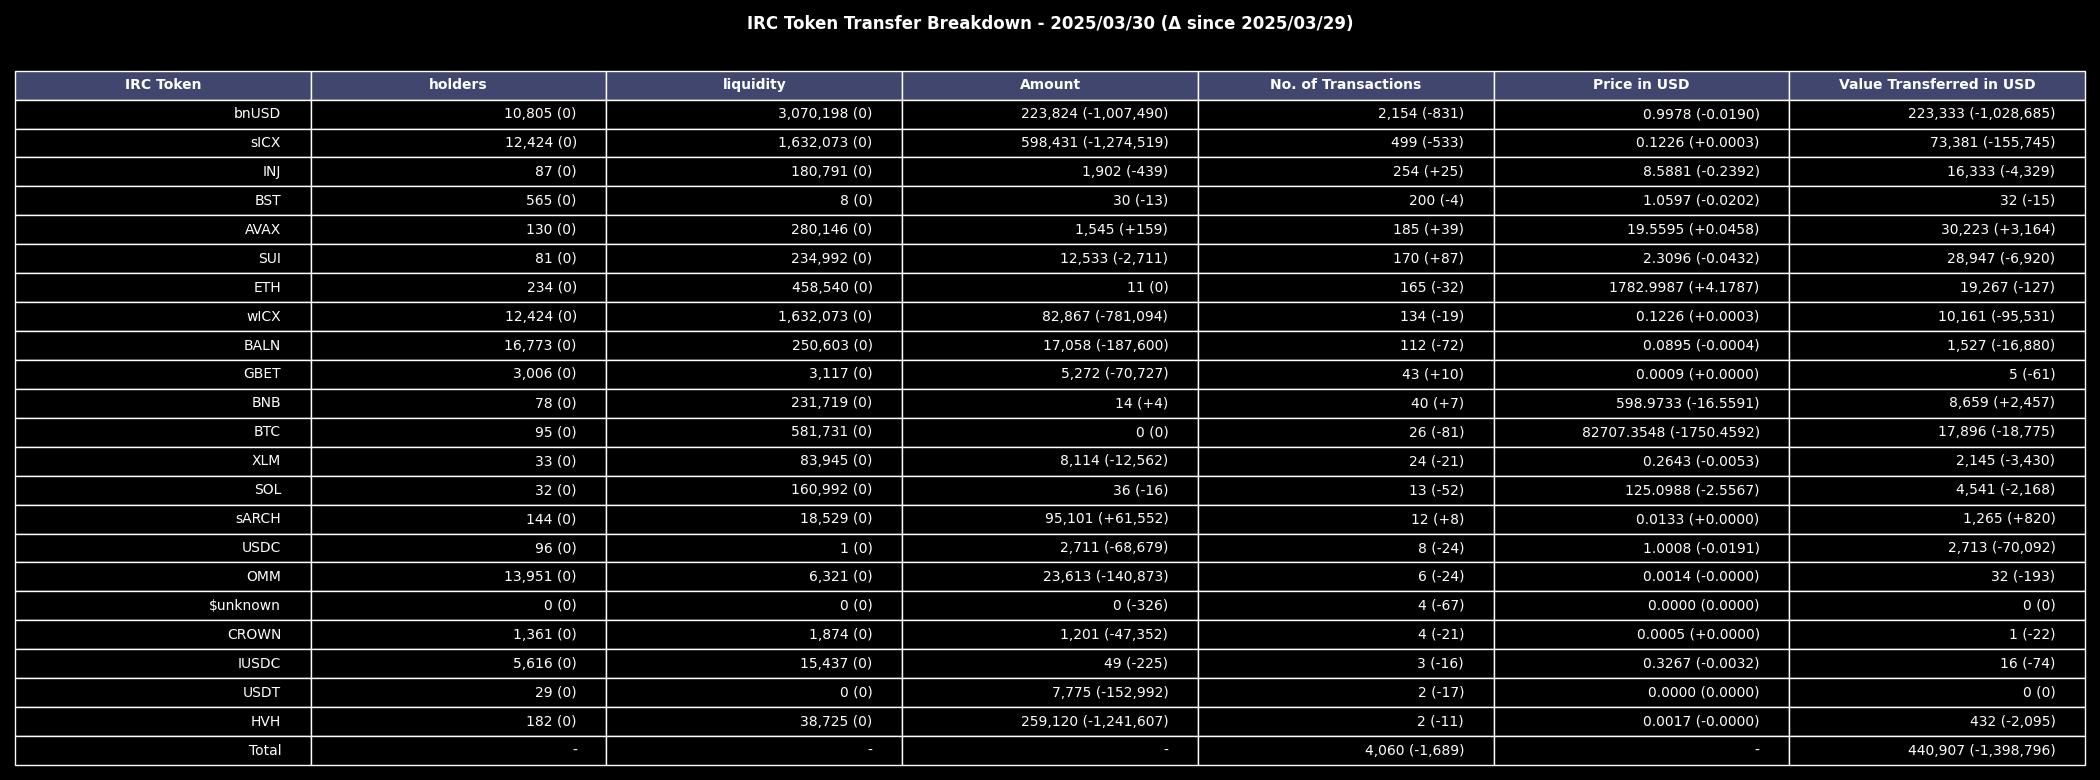 IRC Token Transfer Breakdown - 2025/03/30 (Δ since 2025/03/29)
IRC Token holders liquidity Amount No. of Transactions Price in USD Value Transferred in USD
bnUSD 10,805 (0) 3,070,198 (0) 223,824 (-1,007,490) 2,154 (-831) 0.9978 (-0.0190) 223,333 (-1,028,685)
sICX 12,424 (0) 1,632,073 (0) 598,431 (-1,274,519) 499 (-533) 0.1226 (+0.0003) 73,381 (-155,745)
INJ 87 (0) 180,791 (0) 1,902 (-439) 254 (+25) 8.5881 (-0.2392) 16,333 (-4,329)
BST 565 (0) 8 (0) 30 (-13) 200 (-4) 1.0597 (-0.0202) 32 (-15)
AVAX 130 (0) 280,146 (0) 1,545 (+159) 185 (+39) 19.5595 (+0.0458) 30,223 (+3,164)
SUI 81 (0) 234,992 (0) 12,533 (-2,711) 170 (+87) 2.3096 (-0.0432) 28,947 (-6,920)
ETH 234 (0) 458,540 (0) 11 (0) 165 (-32) 1782.9987 (+4.1787) 19,267 (-127)
wICX 12,424 (0) 1,632,073 (0) 82,867 (-781,094) 134 (-19) 0.1226 (+0.0003) 10,161 (-95,531)
BALN 16,773 (0) 250,603 (0) 17,058 (-187,600) 112 (-72) 0.0895 (-0.0004) 1,527 (-16,880)
GBET 3,006 (0) 3,117 (0) 5,272 (-70,727) 43 (+10) 0.0009 (+0.0000) 5 (-61)
BNB 78 (0) 231,719 (0) 14 (+4) 40 (+7) 598.9733 (-16.5591) 8,659 (+2,457)
BTC 95 (0) 581,731 (0) 0 (0) 26 (-81) 82707.3548 (-1750.4592) 17,896 (-18,775)
XLM 33 (0) 83,945 (0) 8,114 (-12,562) 24 (-21) 0.2643 (-0.0053) 2,145 (-3,430)
SOL 32 (0) 160,992 (0) 36 (-16) 13 (-52) 125.0988 (-2.5567) 4,541 (-2,168)
sARCH 144 (0) 18,529 (0) 95,101 (+61,552) 12 (+8) 0.0133 (+0.0000) 1,265 (+820)
USDC 96 (0) 1 (0) 2,711 (-68,679) 8 (-24) 1.0008 (-0.0191) 2,713 (-70,092)
OMM 13,951 (0) 6,321 (0) 23,613 (-140,873) 6 (-24) 0.0014 (-0.0000) 32 (-193)
$unknown 0 (0) 0 (0) 0 (-326) 4 (-67) 0.0000 (0.0000) 0 (0)
CROWN 1,361 (0) 1,874 (0) 1,201 (-47,352) 4 (-21) 0.0005 (+0.0000) 1 (-22)
IUSDC 5,616 (0) 15,437 (0) 49 (-225) 3 (-16) 0.3267 (-0.0032) 16 (-74)
USDT 29 (0) 0 (0) 7,775 (-152,992) 2 (-17) 0.0000 (0.0000) 0 (0)
HVH 182 (0) 38,725 (0) 259,120 (-1,241,607) 2 (-11) 0.0017 (-0.0000) 432 (-2,095)
Total - - - 4,060 (-1,689) - 440,907 (-1,398,796)